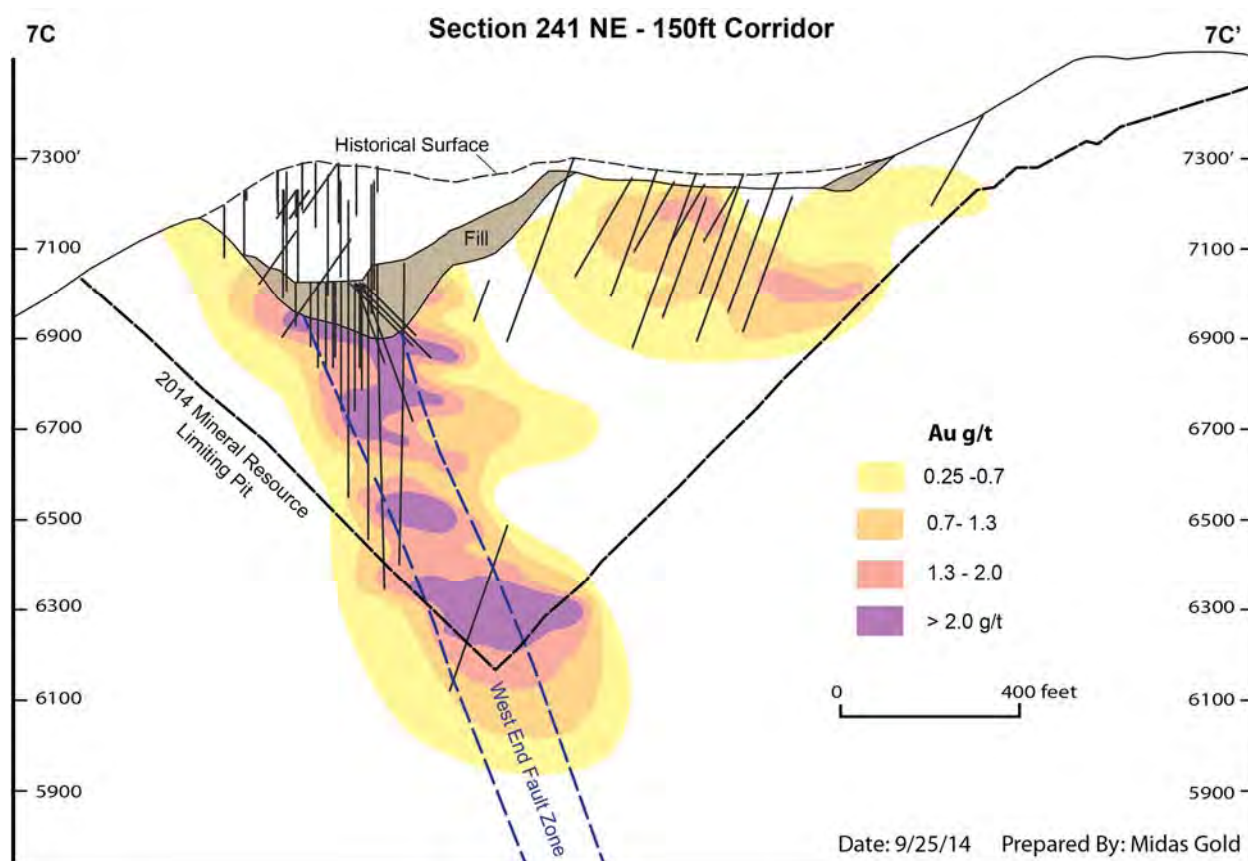 Section 241 NE - 150ft Corridor
7C
7C'
Historical Surface
7300'
7300'
7100
Fill
7100
6900
6900
2014 Mineral Resource
Limiting Pit
6700
6700
Au g/t
0.25 -0.7
6500
6500
0.7- 1.3
1.3 - 2.0
6300
6300
> 2.0 g/t
West End Fault Zone
0
400 feet
6100
6100
5900
5900
Date: 9/25/14 Prepared By: Midas Gold